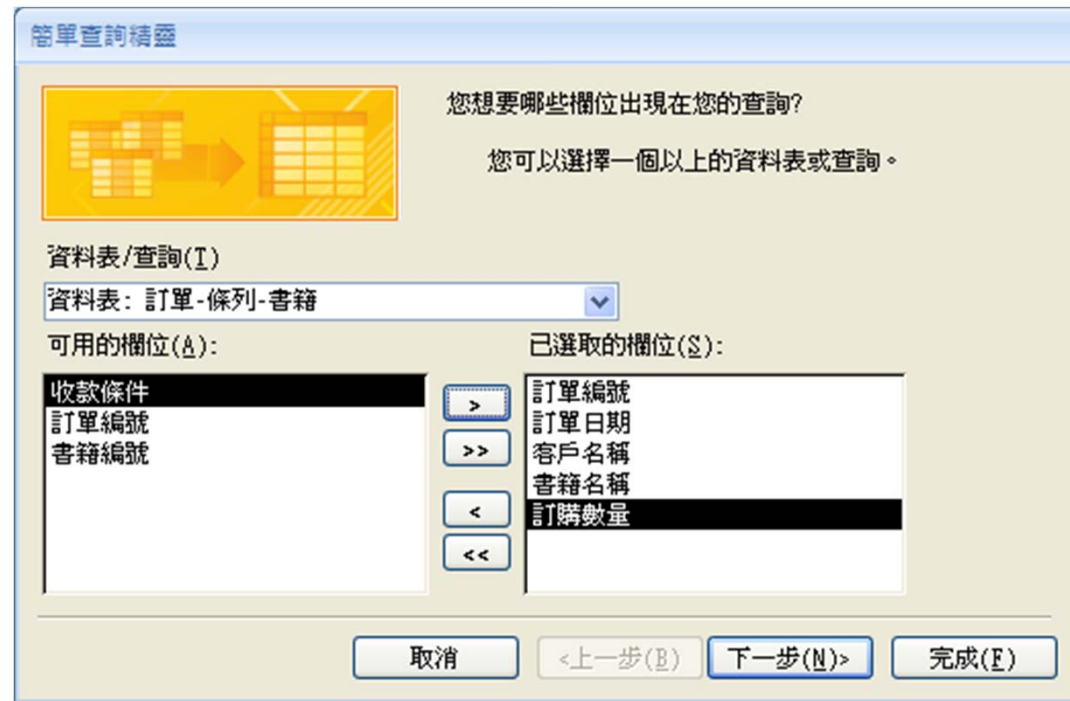 簡單查詢精靈
您想要哪些欄位出現在您的查詢?
您可以選擇一個以上的資料表或查詢。
資料表/查詢(T)
資料表: 訂單-條列-書籍
可用的欄位(A):
已選取的欄位(S):
收款條件
訂單編號
書籍編號
>
>>
<
<<
訂單編號
訂單日期
客戶名稱
書籍名稱
訂購數量
取消
<上一步(B)
下一步(N)>
完成(F)